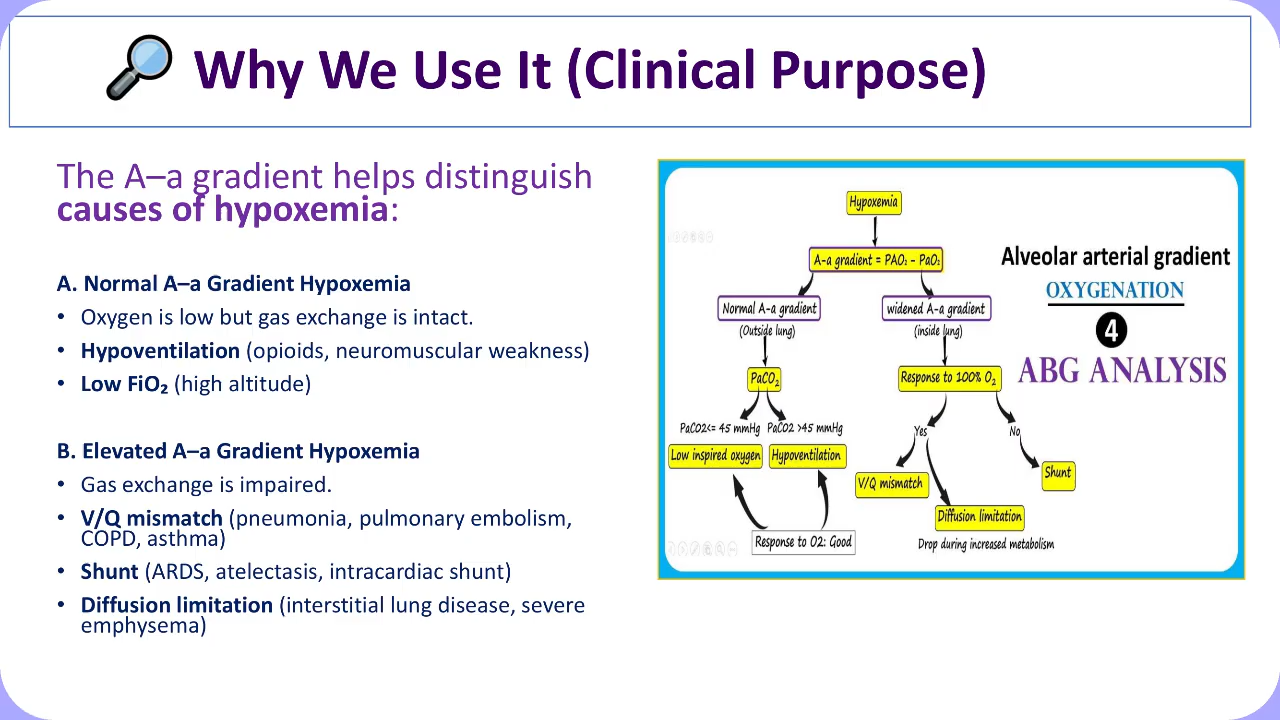 Why We Use It (Clinical Purpose)
The A–a gradient helps distinguish
causes of hypoxemia:
A. Normal A–a Gradient Hypoxemia
• Oxygen is low but gas exchange is intact.
• Hypoventilation (opioids, neuromuscular weakness)
• Low FiO₂ (high altitude)
B. Elevated A–a Gradient Hypoxemia
• Gas exchange is impaired.
• V/Q mismatch (pneumonia, pulmonary embolism,
COPD, asthma)
• Shunt (ARDS, atelectasis, intracardiac shunt)
• Diffusion limitation (interstitial lung disease, severe
emphysema)
Hypoxemia
A-a gradient = PAO₂ - PaO₂
Normal A-a gradient
(Outside lung)
widened A-a gradient
(inside lung)
PaCO₂
Response to 100% O₂
PaCO2<= 45 mmHg
PaCO2 >45 mmHg
Yes
No
Low inspired oxygen
Hypoventilation
V/Q mismatch
Shunt
Diffusion limitation
Response to O2: Good
Drop during increased metabolism
Alveolar arterial gradient
OXYGENATION
4
ABG ANALYSIS